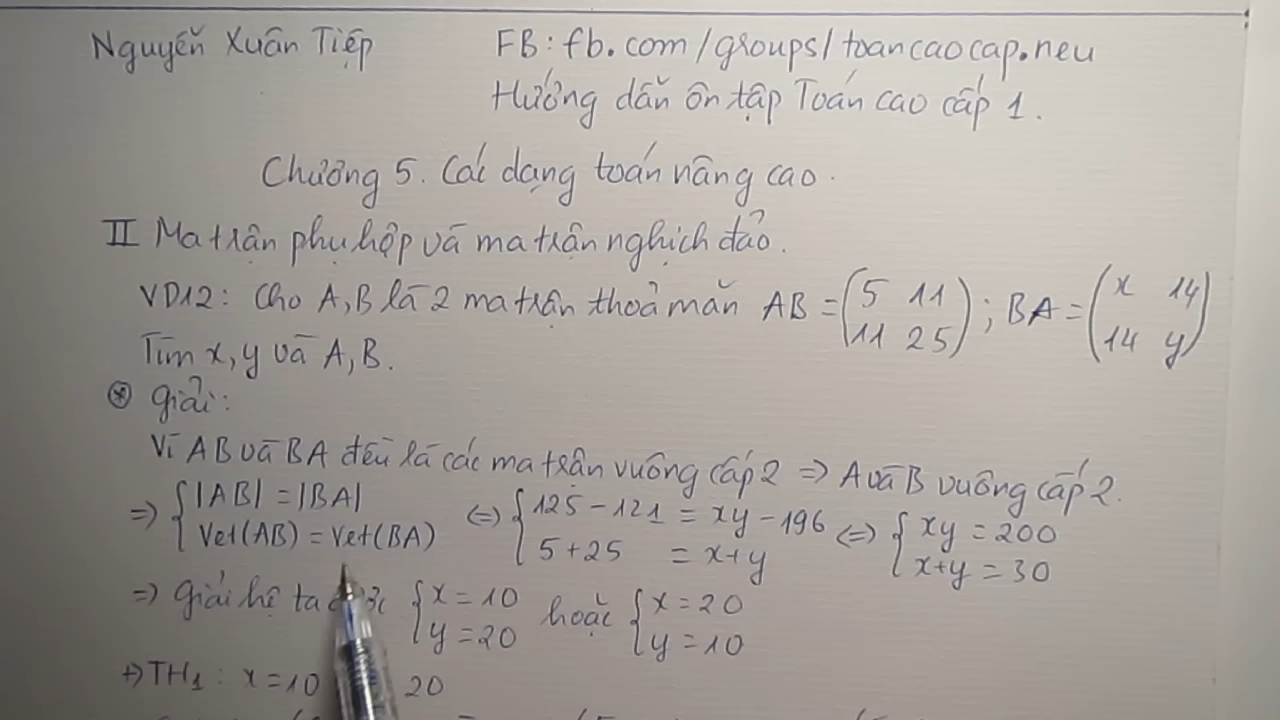 Nguyễn Xuân Tiệp FB: fb.com/groups/toancaocap.neu
Hướng dẫn ôn tập Toán cao cấp 1.
Chương 5. Các dạng toán nâng cao.
II Ma trận phụ hợp và ma trận nghịch đảo.
VD12: Cho A, B là 2 ma trận thoả mãn AB = (5 11; 11 25); BA = (x 14; 14 y)
Tìm x, y và A, B.
⊛ Giải:
Vì AB và BA đều là các ma trận vuông cấp 2 ⇒ A và B vuông cấp 2.
⇒ { |AB| = |BA| ; Vet(AB) = Vet(BA) ⇔ { 125 - 121 = xy - 196 ; 5 + 25 = x + y ⇔ { xy = 200 ; x + y = 30
⇒ Giải hệ ta { x = 10 ; y = 20 hoặc { x = 20 ; y = 10
+) TH1: x = 10 20